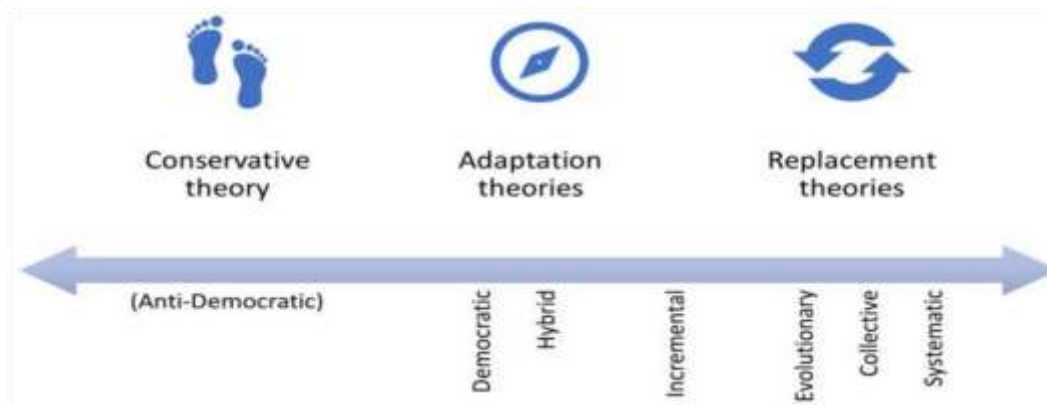 Conservative
theory
Adaptation
theories
Replacement
theories
(Anti-Democratic)
Democratic
Hybrid
Incremental
Evolutionary
Collective
Systematic